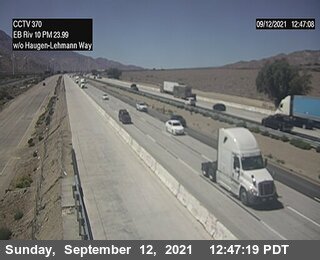 CCTV 370
EB Riv 10 PM 23.99
w/o Haugen-Lehmann Way
09/12/2021 12:47:08
Sunday, September 12, 2021 12:47:19 PDT